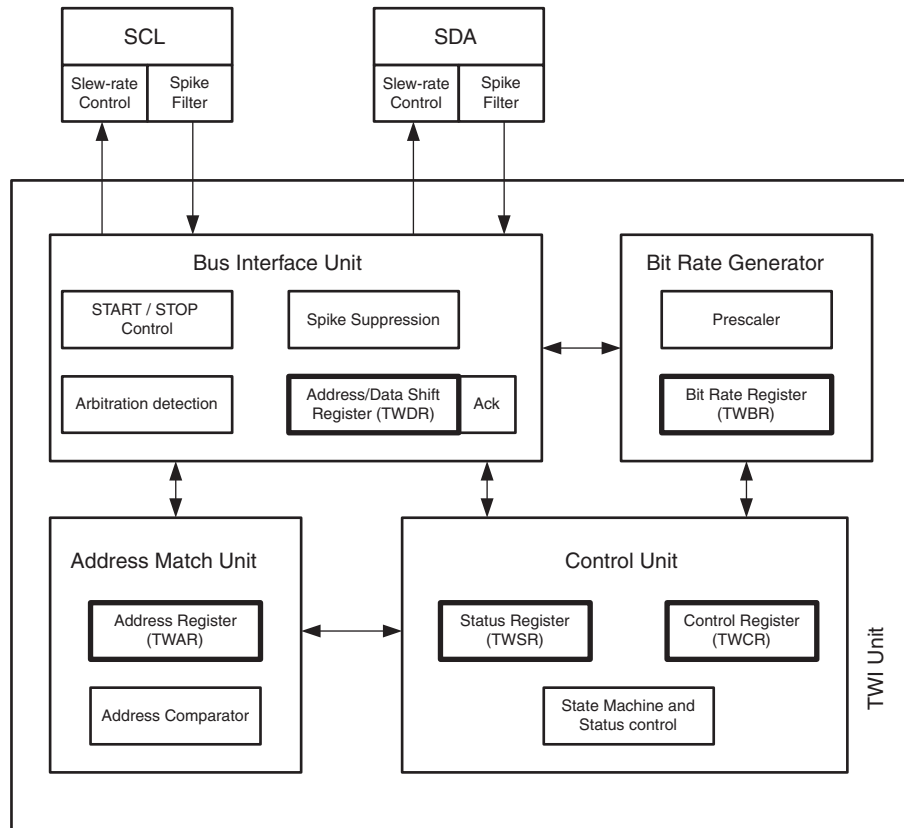 SCL
Slew-rate
Control
Spike
Filter
SDA
Slew-rate
Control
Spike
Filter
Bus Interface Unit
START / STOP
Control
Spike Suppression
Arbitration detection
Address/Data Shift
Register (TWDR)
Ack
Bit Rate Generator
Prescaler
Bit Rate Register
(TWBR)
Address Match Unit
Address Register
(TWAR)
Address Comparator
Control Unit
Status Register
(TWSR)
Control Register
(TWCR)
State Machine and
Status control
TWI Unit